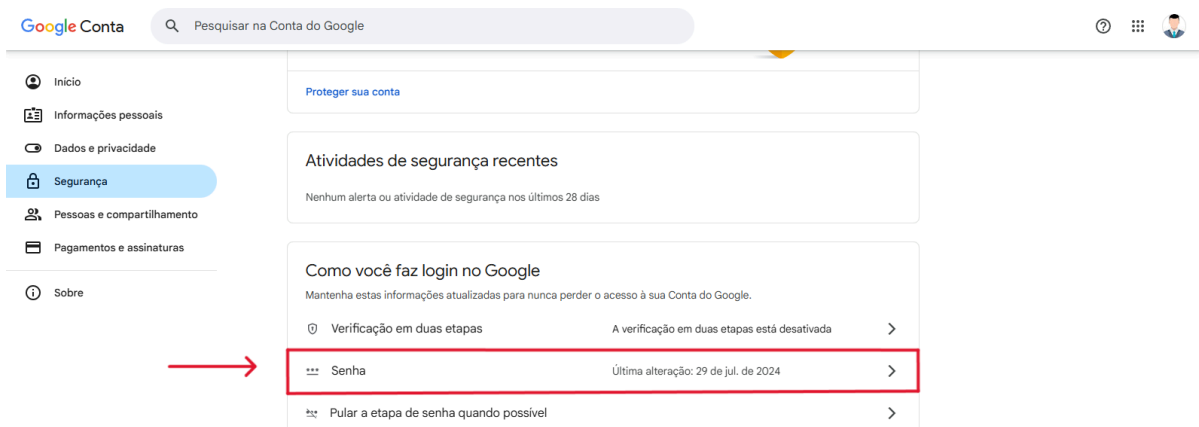 Google Conta
Pesquisar na Conta do Google
Início
Informações pessoais
Dados e privacidade
Segurança
Pessoas e compartilhamento
Pagamentos e assinaturas
Sobre
Proteger sua conta
Atividades de segurança recentes
Nenhum alerta ou atividade de segurança nos últimos 28 dias
Como você faz login no Google
Mantenha estas informações atualizadas para nunca perder o acesso à sua Conta do Google.
Verificação em duas etapas A verificação em duas etapas está desativada
Senha Última alteração: 29 de jul. de 2024
Pular a etapa de senha quando possível